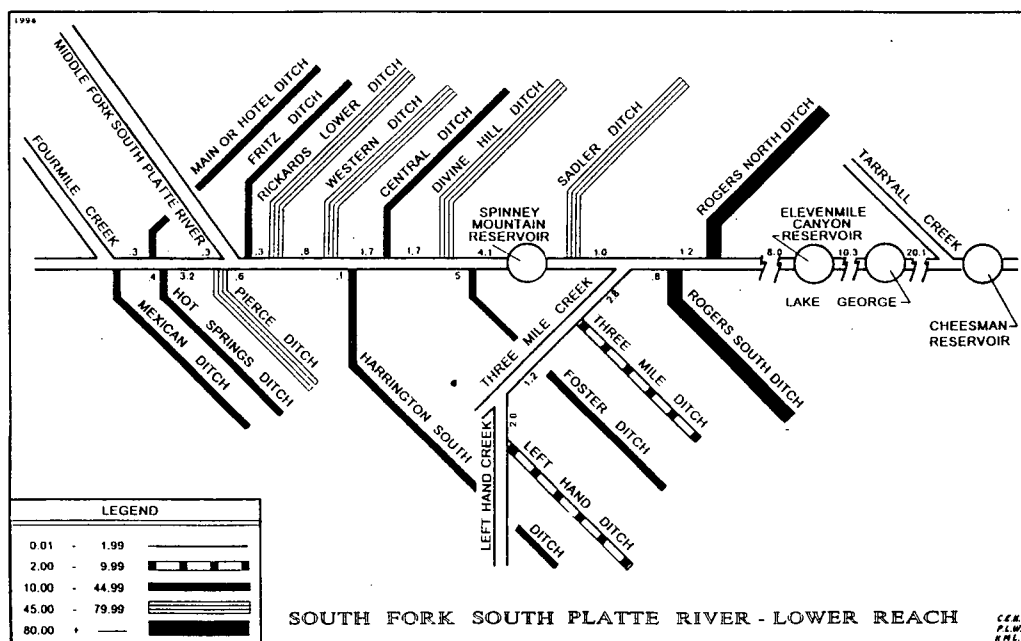 1994
MIDDLE FORK SOUTH PLATTE RIVER
FOURMILE CREEK
MAIN OR HOTEL DITCH
FRITZ DITCH
RICKARDS LOWER DITCH
WESTERN DITCH
CENTRAL DITCH
DIVINE HILL DITCH
SADLER DITCH
ROGERS NORTH DITCH
TARRYALL CREEK
SPINNEY
MOUNTAIN
RESERVOIR
ELEVENMILE
CANYON
RESERVOIR
.3 .3 .3 .8 1.7 1.7 4.1 1.0 1.2 8.0 10.3 20.1
.4 3.2 .6 .1 .5 .8
LAKE GEORGE
CHEESMAN
RESERVOIR
MEXICAN DITCH
HOT SPRINGS DITCH
PIERCE DITCH
HARRINGTON SOUTH
THREE MILE CREEK
2.8
1.2
2.0
THREE MILE DITCH
ROGERS SOUTH DITCH
FOSTER DITCH
LEFT HAND CREEK
LEFT HAND DITCH
DITCH
LEGEND
0.01 - 1.99
2.00 - 9.99
10.00 - 44.99
45.00 - 79.99
80.00 +
SOUTH FORK SOUTH PLATTE RIVER - LOWER REACH